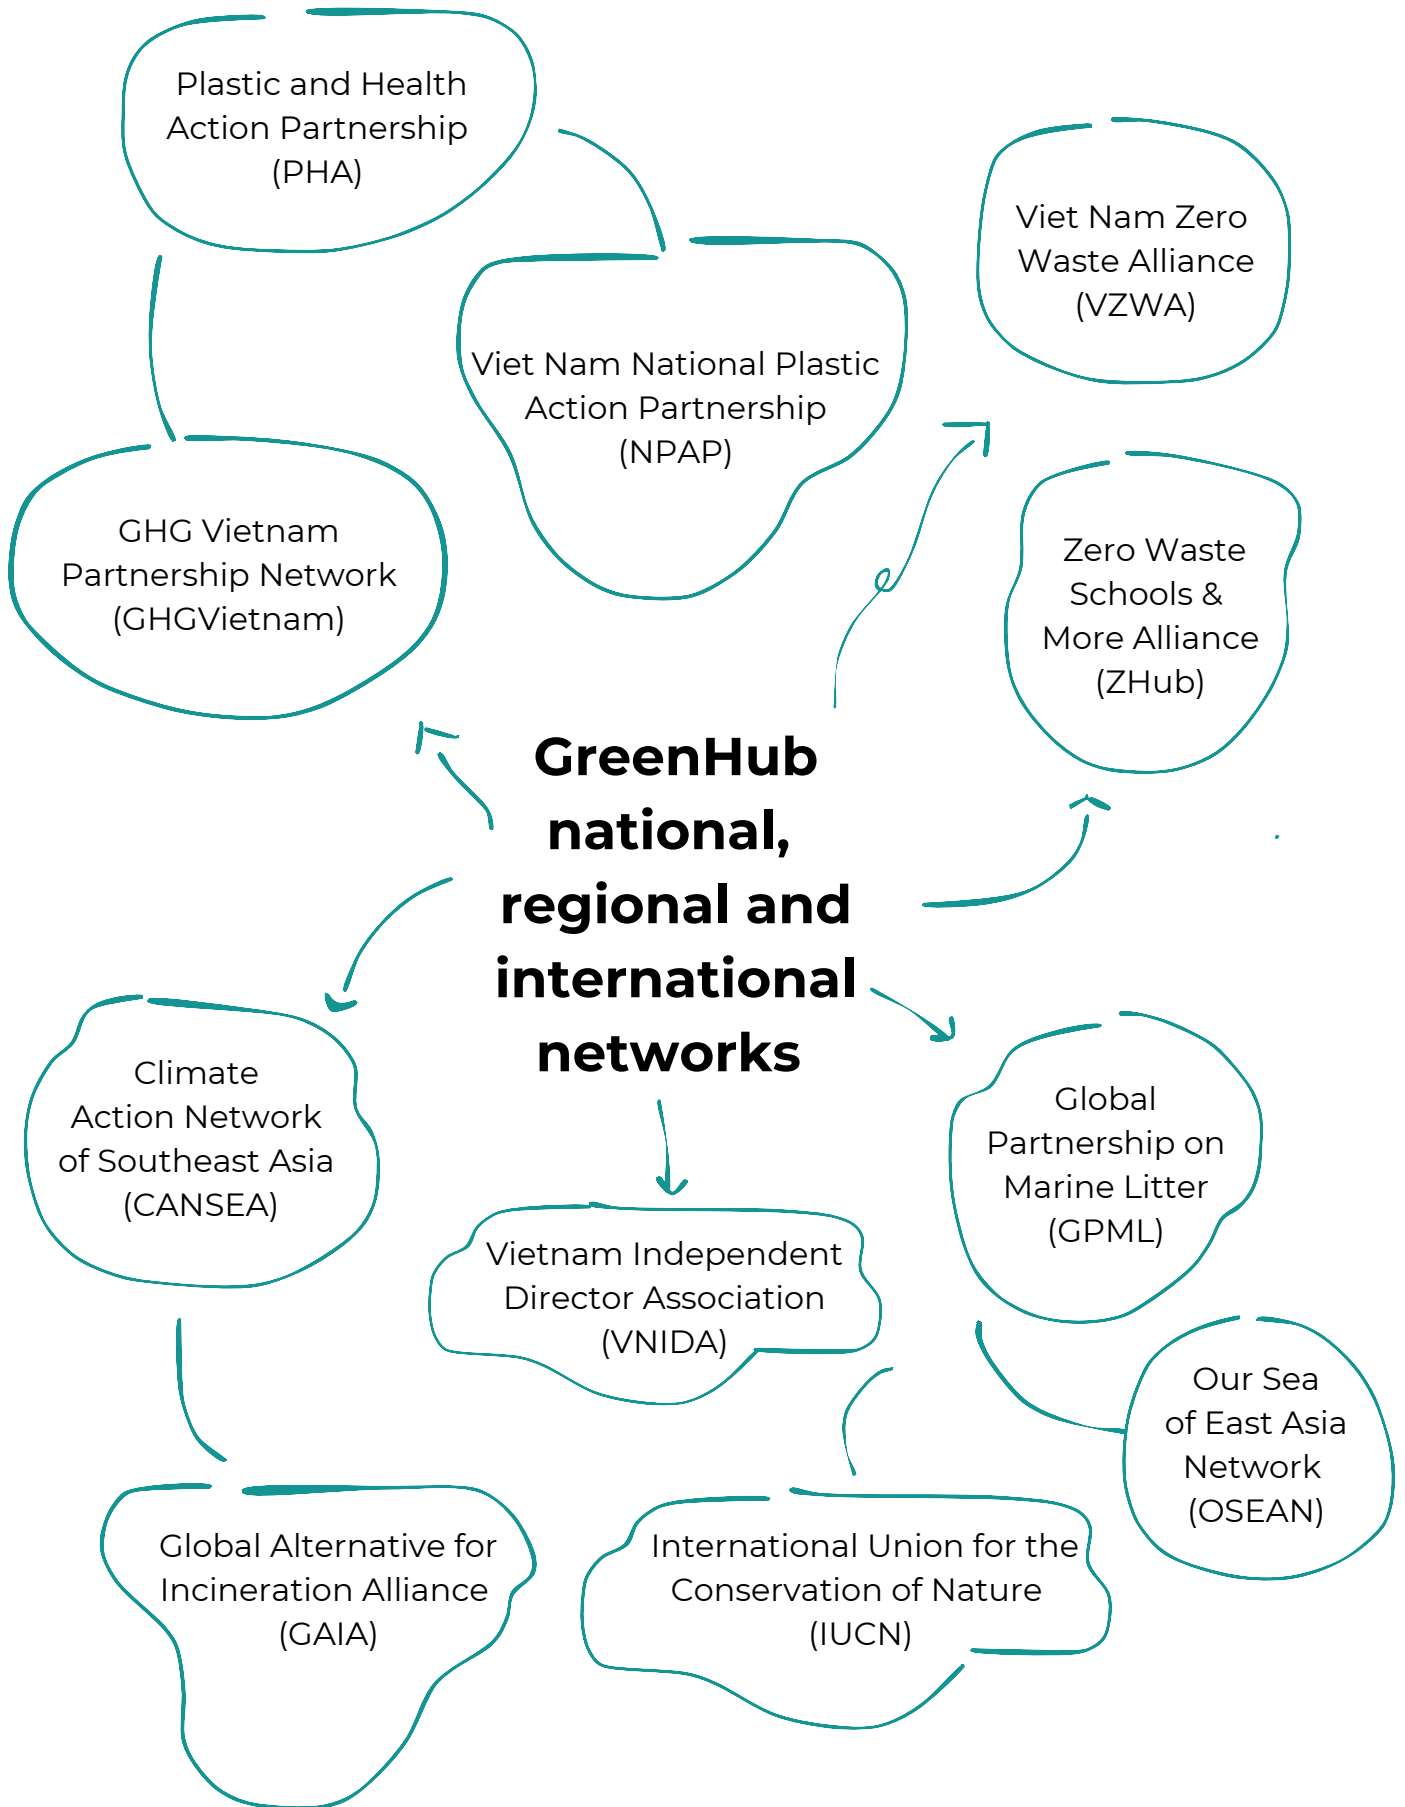 Plastic and Health
Action Partnership
(PHA)
Viet Nam Zero
Waste Alliance
(VZWA)
Viet Nam National Plastic
Action Partnership
(NPAP)
GHG Vietnam
Partnership Network
(GHGVietnam)
Zero Waste
Schools &
More Alliance
(ZHub)
GreenHub
national,
regional and
international
networks
Climate
Action Network
of Southeast Asia
(CANSEA)
Global
Partnership on
Marine Litter
(GPML)
Vietnam Independent
Director Association
(VNIDA)
Our Sea
of East Asia
Network
(OSEAN)
Global Alternative for
Incineration Alliance
(GAIA)
International Union for the
Conservation of Nature
(IUCN)